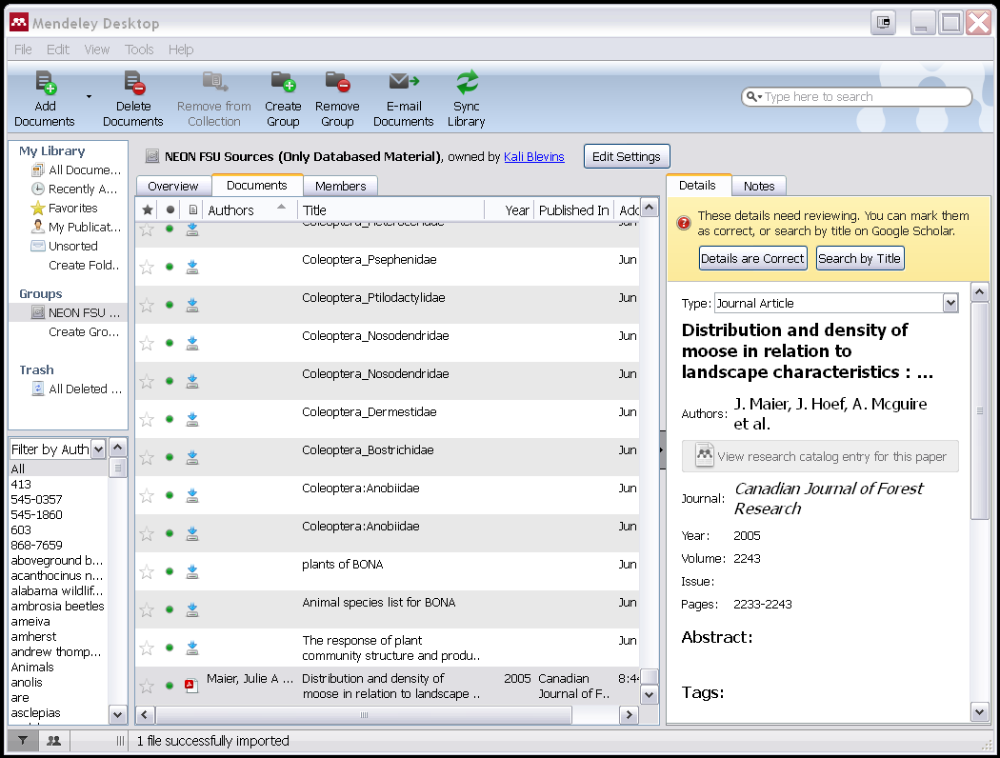 Mendeley Desktop
File Edit View Tools Help
Add Documents
Delete Documents
Remove from Collection
Create Group
Remove Group
E-mail Documents
Sync Library
Type here to search
My Library
All Docume...
Recently A...
Favorites
My Publicat...
Unsorted
Create Fold..
Groups
NEON FSU ...
Create Gro...
Trash
All Deleted ...
Filter by Auth
All
413
545-0357
545-1860
603
868-7659
aboveground b...
acanthocinus n...
alabama wildlif...
ambrosia beetles
ameiva
amherst
andrew thomp...
Animals
anolis
are
asclepias
NEON FSU Sources (Only Databased Material), owned by Kali Blevins
Edit Settings
Overview Documents Members
Authors Title Year Published In Adc
Coleoptera_Heteroceridae Jun
Coleoptera_Psephenidae Jun
Coleoptera_Ptilodactylidae Jun
Coleoptera_Nosodendridae Jun
Coleoptera_Nosodendridae Jun
Coleoptera_Dermestidae Jun
Coleoptera_Bostrichidae Jun
Coleoptera:Anobiidae Jun
Coleoptera:Anobiidae Jun
plants of BONA Jun
Animal species list for BONA Jun
The response of plant Jun
community structure and produ..
Maier, Julie A ... Distribution and density of 2005 Canadian 8:44
moose in relation to landscape .. Journal of F..
Details Notes
These details need reviewing. You can mark them
as correct, or search by title on Google Scholar.
Details are Correct Search by Title
Type: Journal Article
Distribution and density of
moose in relation to
landscape characteristics : ...
Authors: J. Maier, J. Hoef, A. Mcguire
et al.
View research catalog entry for this paper
Journal: Canadian Journal of Forest
Research
Year: 2005
Volume: 2243
Issue:
Pages: 2233-2243
Abstract:
Tags:
1 file successfully imported